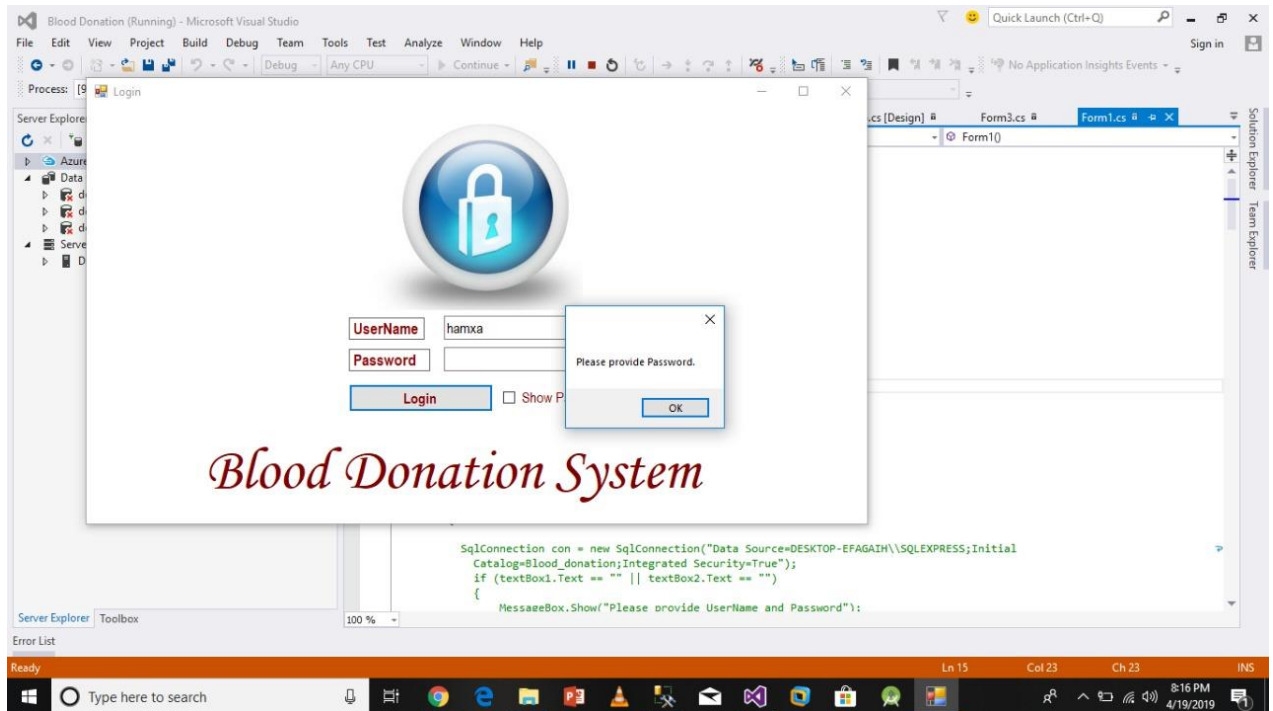 Blood Donation (Running) - Microsoft Visual Studio
Quick Launch (Ctrl+Q)
File Edit View Project Build Debug Team Tools Test Analyze Window Help
Sign in
Debug Any CPU Continue
No Application Insights Events
Process: [9
Login
Server Explore
.cs [Design]
Form3.cs
Form1.cs
Form1()
Azure
Data
d
d
d
Serve
D
Solution Explorer
Team Explorer
UserName
hamxa
Password
Please provide Password.
Login
Show P
OK
Blood Donation System
SqlConnection con = new SqlConnection("Data Source=DESKTOP-EFAGAIH\\SQLEXPRESS;Initial
Catalog=Blood_donation;Integrated Security=True");
if (textBox1.Text == "" || textBox2.Text == "")
{
MessageBox.Show("Please provide UserName and Password");
Server Explorer Toolbox
100 %
Error List
Ready
Ln 15 Col 23 Ch 23 INS
Type here to search
8:16 PM
4/19/2019